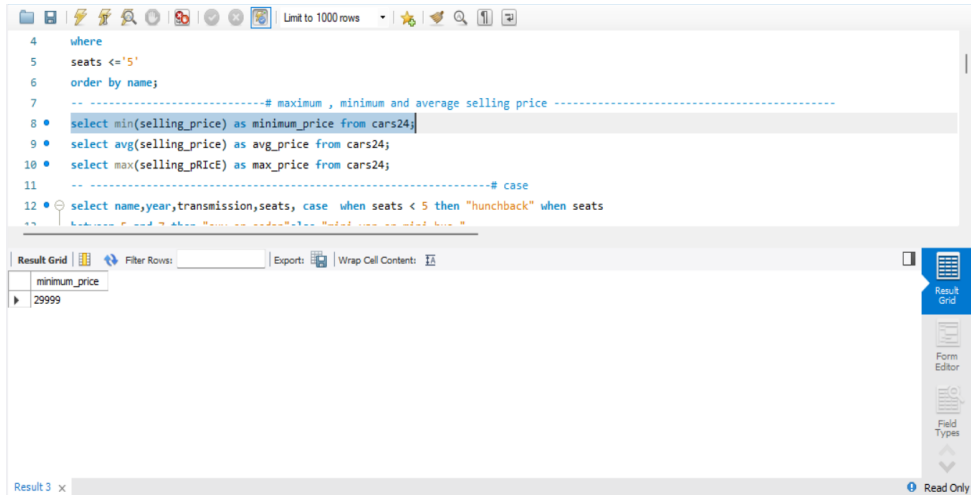 Limit to 1000 rows
4 where
5 seats <='5'
6 order by name;
7 -- ----------------------------# maximum , minimum and average selling price ---------------------------------------------
8 select min(selling_price) as minimum_price from cars24;
9 select avg(selling_price) as avg_price from cars24;
10 select max(selling_pRIcE) as max_price from cars24;
11 -- ----------------------------------------------------------------# case
12 select name,year,transmission,seats, case when seats < 5 then "hunchback" when seats
Result Grid Filter Rows: Export: Wrap Cell Content:
minimum_price
29999
Result
Grid
Form
Editor
Field
Types
Result 3 Read Only